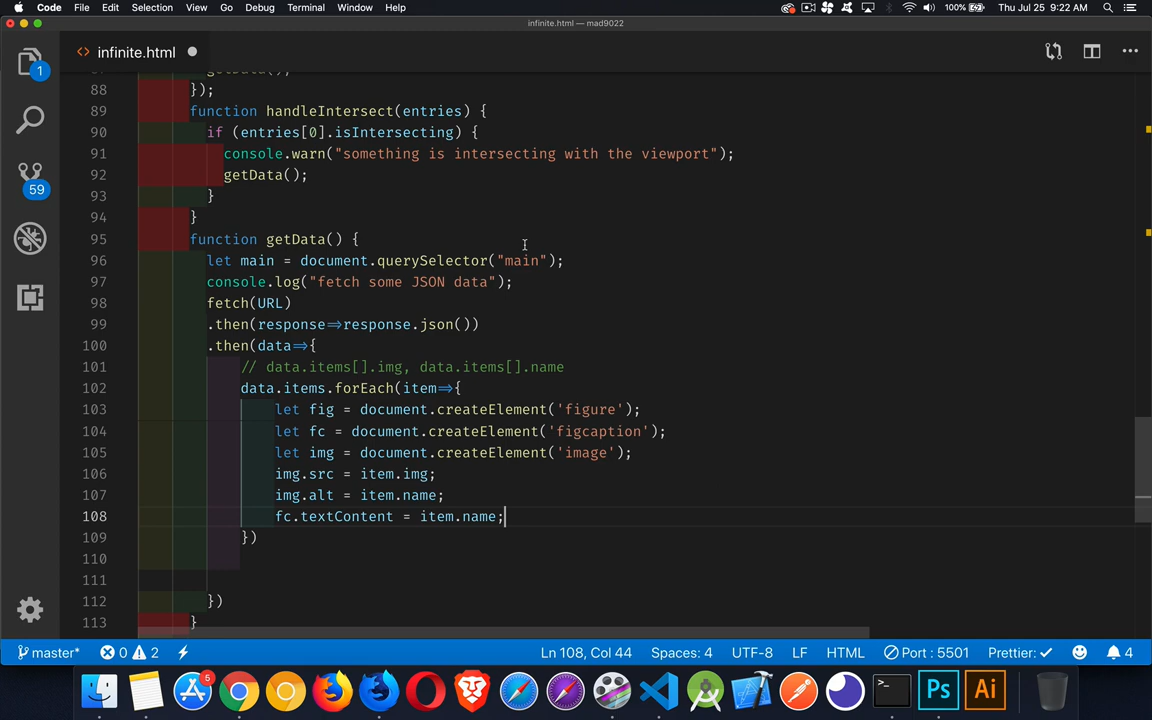 Code File Edit Selection View Go Debug Terminal Window Help 100% Thu Jul 25 9:22 AM
infinite.html — mad9022
<> infinite.html
1
59
88 });
89 function handleIntersect(entries) {
90 if (entries[0].isIntersecting) {
91 console.warn("something is intersecting with the viewport");
92 getData();
93 }
94 }
95 function getData() {
96 let main = document.querySelector("main");
97 console.log("fetch some JSON data");
98 fetch(URL)
99 .then(response⇒response.json())
100 .then(data⇒{
101 // data.items[].img, data.items[].name
102 data.items.forEach(item⇒{
103 let fig = document.createElement('figure');
104 let fc = document.createElement('figcaption');
105 let img = document.createElement('image');
106 img.src = item.img;
107 img.alt = item.name;
108 fc.textContent = item.name;
109 })
110
111
112 })
113 }
master* 0 2 Ln 108, Col 44 Spaces: 4 UTF-8 LF HTML Port : 5501 Prettier: ✓ 4
5
>_
Ps
Ai